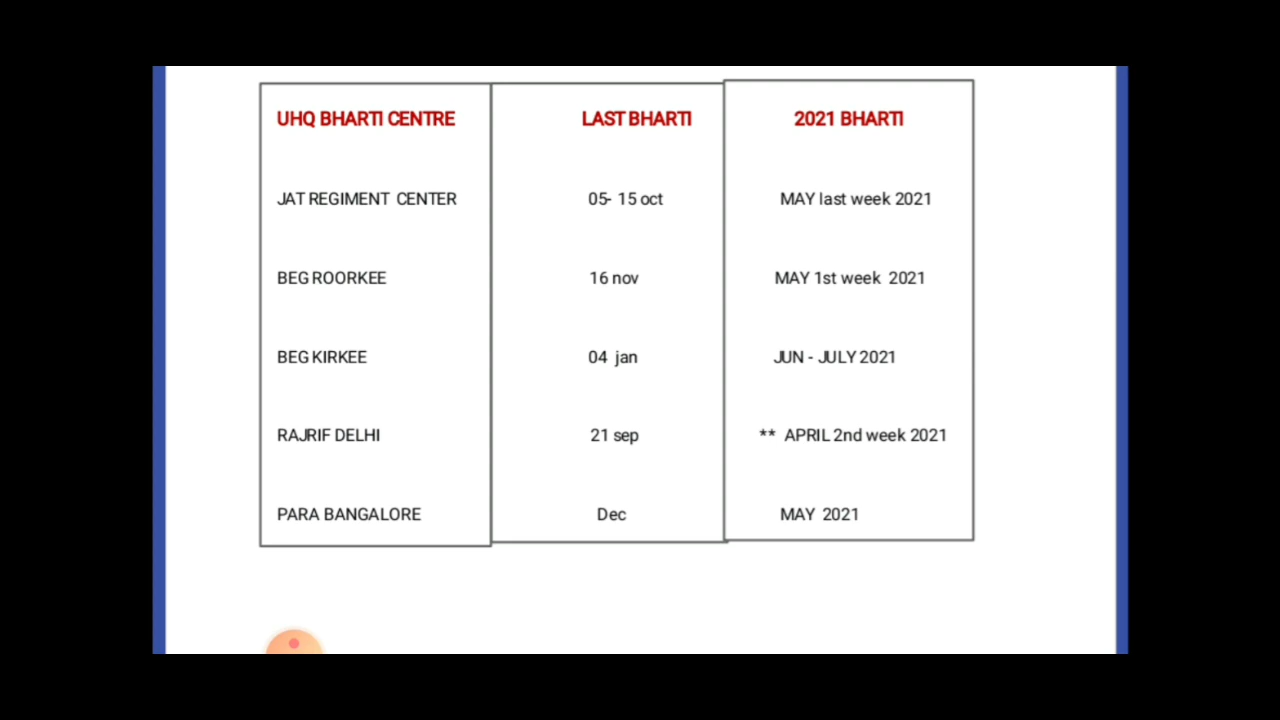 UHQ BHARTI CENTRE LAST BHARTI 2021 BHARTI
JAT REGIMENT CENTER 05- 15 oct MAY last week 2021
BEG ROORKEE 16 nov MAY 1st week 2021
BEG KIRKEE 04 jan JUN - JULY 2021
RAJRIF DELHI 21 sep ** APRIL 2nd week 2021
PARA BANGALORE Dec MAY 2021